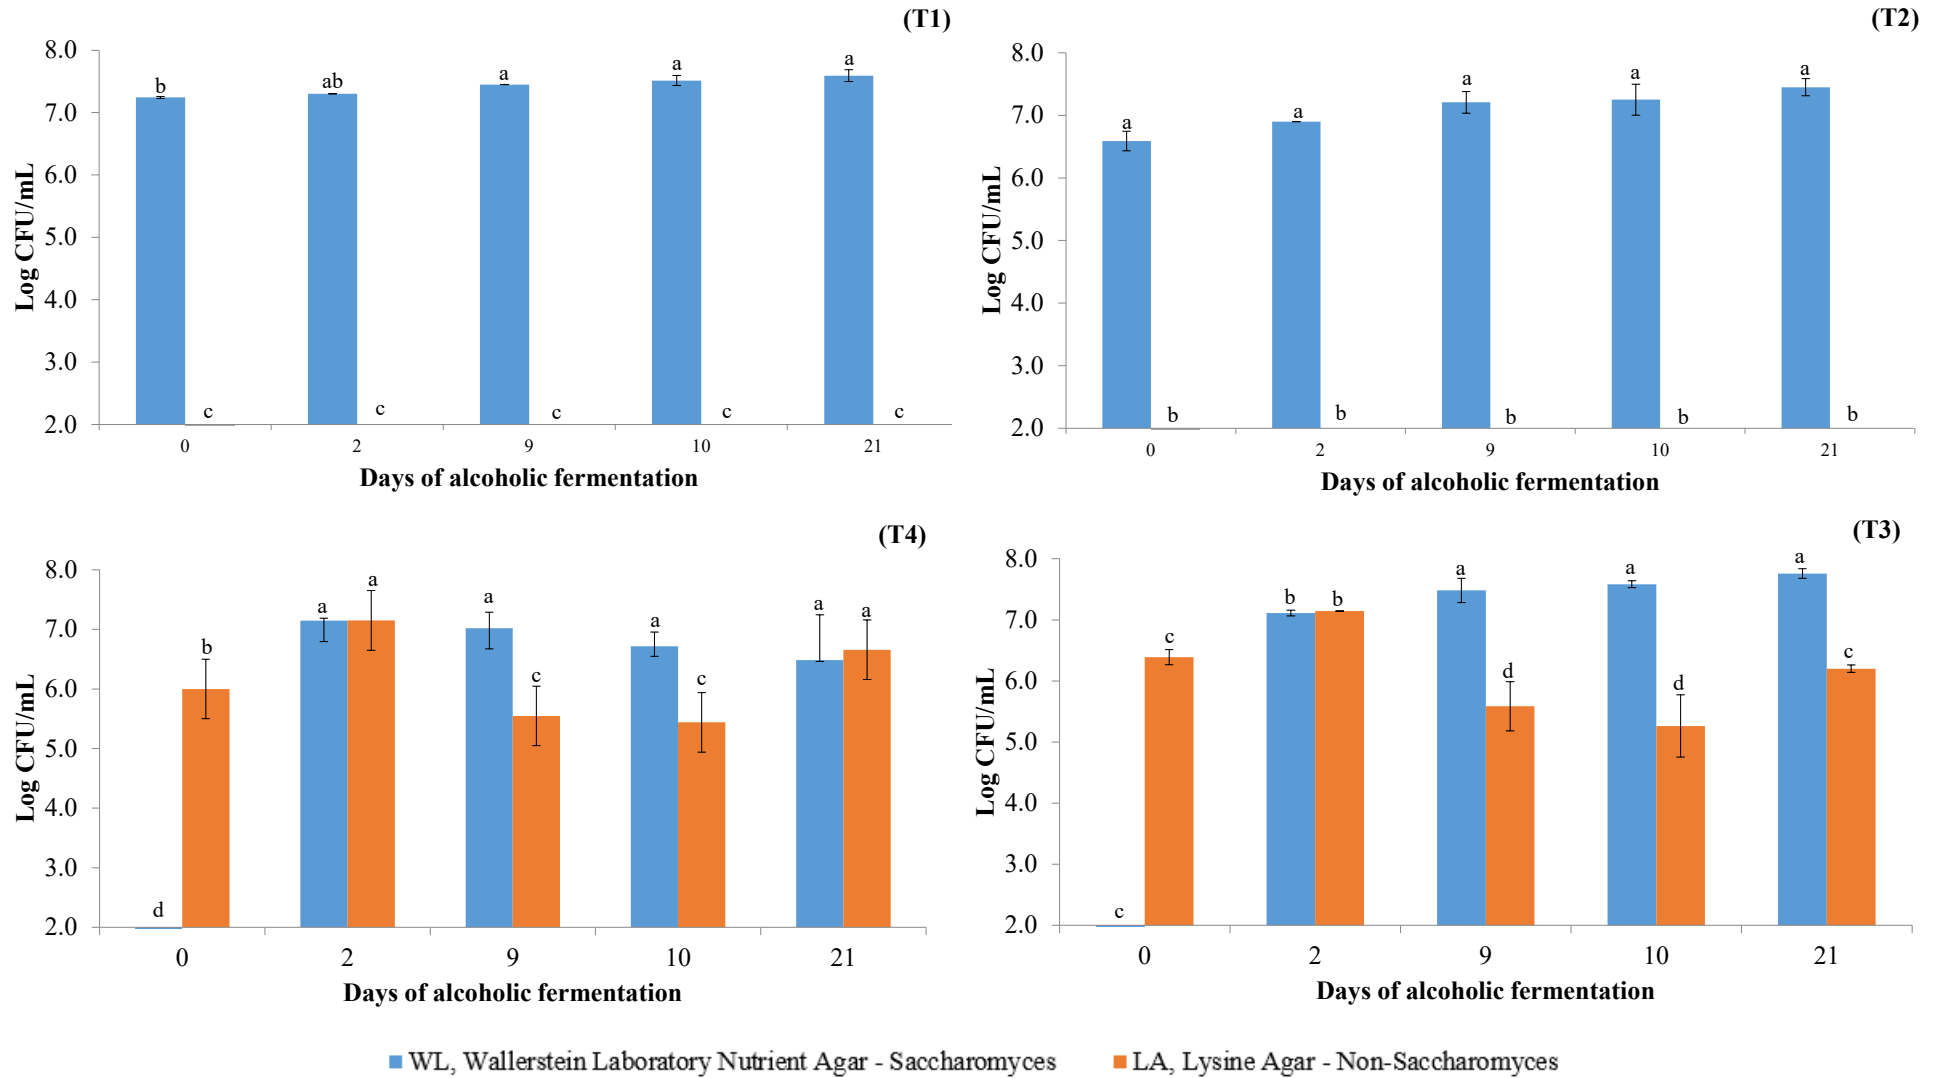 (T1)
8.0
7.0
6.0
5.0
4.0
3.0
2.0
Log CFU/mL
b
ab
a
a
a
c
c
c
c
c
0 2 9 10 21
Days of alcoholic fermentation
(T2)
8.0
7.0
6.0
5.0
4.0
3.0
2.0
Log CFU/mL
a
a
a
a
a
b
b
b
b
b
0 2 9 10 21
Days of alcoholic fermentation
(T4)
8.0
7.0
6.0
5.0
4.0
3.0
2.0
Log CFU/mL
d
b
a
a
a
c
a
c
a
a
0 2 9 10 21
Days of alcoholic fermentation
(T3)
8.0
7.0
6.0
5.0
4.0
3.0
2.0
Log CFU/mL
c
c
b
b
a
d
a
d
a
c
0 2 9 10 21
Days of alcoholic fermentation
WL, Wallerstein Laboratory Nutrient Agar - Saccharomyces
LA, Lysine Agar - Non-Saccharomyces